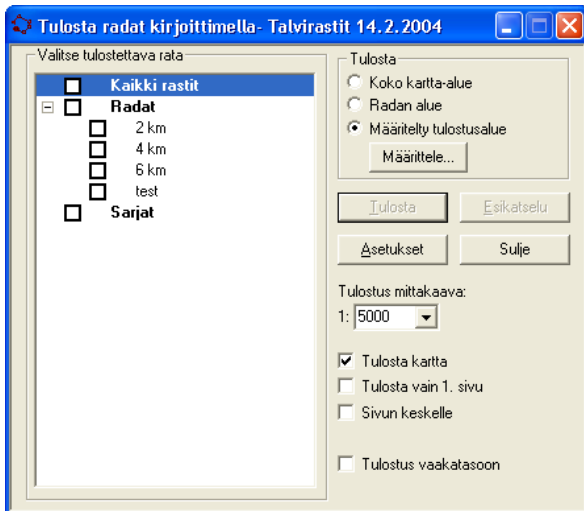 Tulosta radat kirjoittimella- Talvirastit 14.2.2004
Valitse tulostettava rata
Kaikki rastit
Radat
2 km
4 km
6 km
test
Sarjat
Tulosta
Koko kartta-alue
Radan alue
Määritelty tulostusalue
Määrittele...
Tulosta
Esikatselu
Asetukset
Sulje
Tulostus mittakaava:
1: 5000
Tulosta kartta
Tulosta vain 1. sivu
Sivun keskelle
Tulostus vaakatasoon